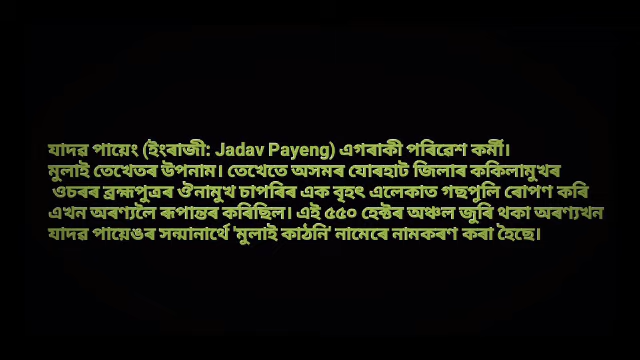 যাদৱ পায়েং (ইংৰাজী: Jadav Payeng) এগৰাকী পৰিৱেশ কৰ্মী।
মুলাই তেখেতৰ উপনাম। তেখেতে অসমৰ যোৰহাট জিলাৰ ককিলামুখৰ
ওচৰৰ ব্ৰহ্মপুত্ৰৰ ঔনামুখ চাপৰিৰ এক বৃহৎ এলেকাত গছপুলি ৰোপণ কৰি
এখন অৰণ্যলৈ ৰূপান্তৰ কৰিছিল। এই ৫৫০ হেক্টৰ অঞ্চল জুৰি থকা অৰণ্যখন
যাদৱ পায়েঙৰ সন্মানাৰ্থে 'মুলাই কাঠনি' নামেৰে নামকৰণ কৰা হৈছে।